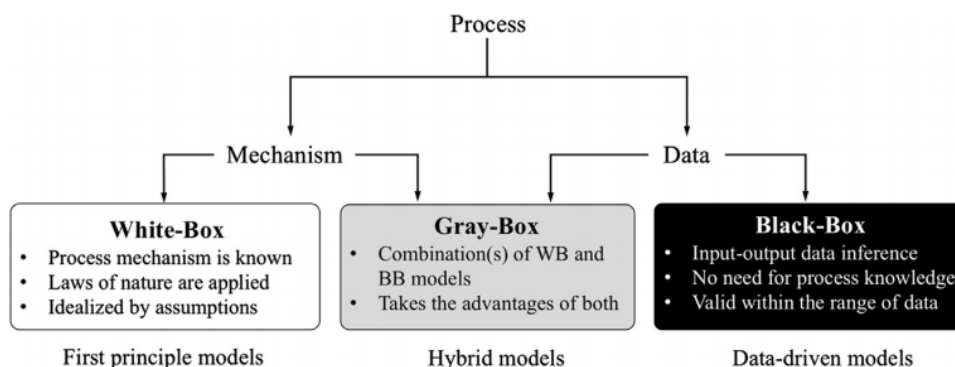 Process
Mechanism
Data
White-Box
• Process mechanism is known
• Laws of nature are applied
• Idealized by assumptions
Gray-Box
• Combination(s) of WB and
BB models
• Takes the advantages of both
Black-Box
• Input-output data inference
• No need for process knowledge
• Valid within the range of data
First principle models
Hybrid models
Data-driven models